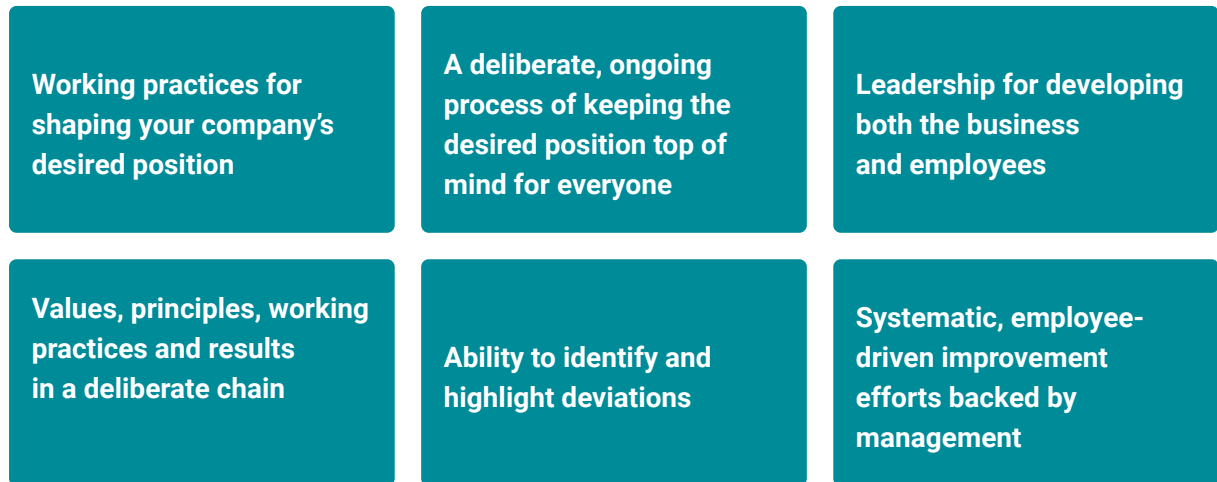 Working practices for
shaping your company’s
desired position
A deliberate, ongoing
process of keeping the
desired position top of
mind for everyone
Leadership for developing
both the business
and employees
Values, principles, working
practices and results
in a deliberate chain
Ability to identify and
highlight deviations
Systematic, employee-
driven improvement
efforts backed by
management